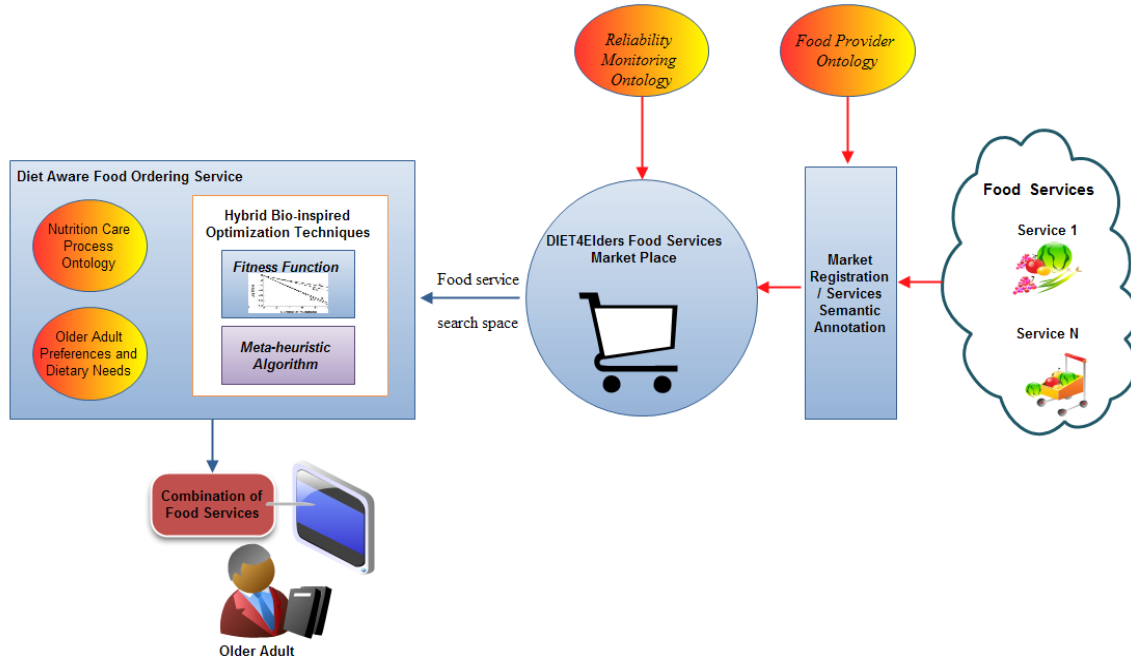 Reliability
Monitoring
Ontology
Food Provider
Ontology
Diet Aware Food Ordering Service
Nutrition Care
Process
Ontology
Older Adult
Preferences and
Dietary Needs
Hybrid Bio-inspired
Optimization Techniques
Fitness Function
Meta-heuristic
Algorithm
Food service
search space
DIET4Elders Food Services
Market Place
Market
Registration
/ Services
Semantic
Annotation
Food Services
Service 1
Service N
Combination of
Food Services
Older Adult